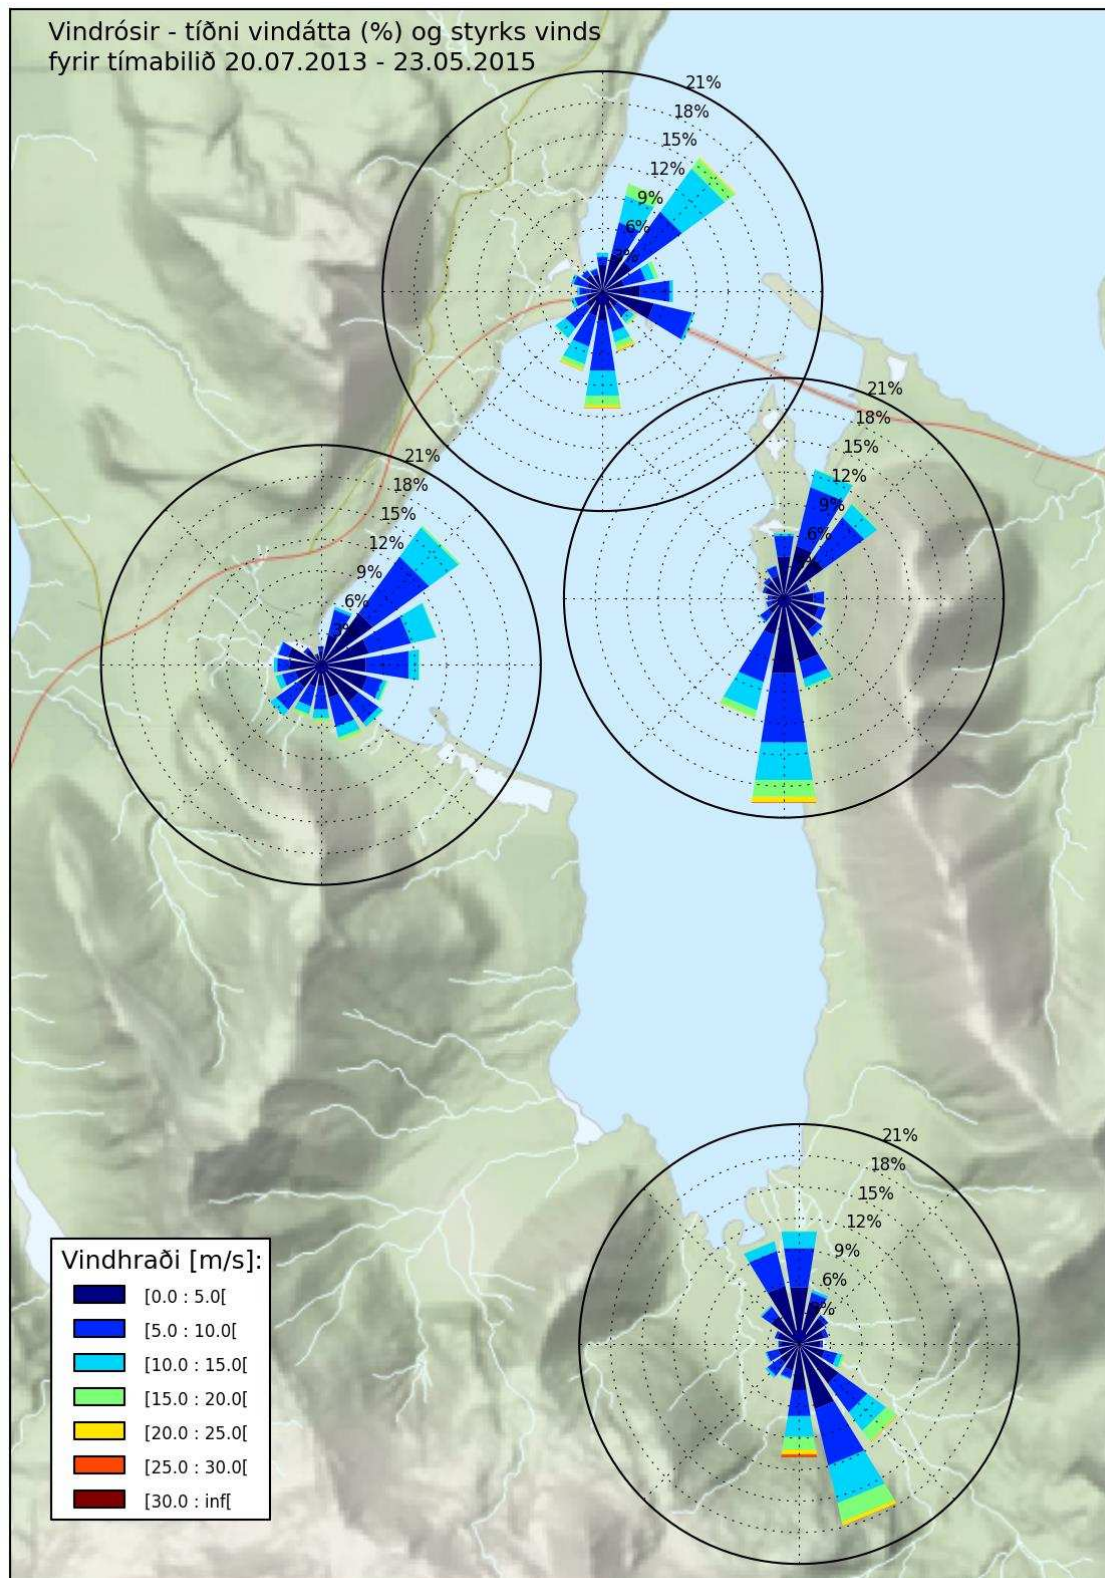 Vindrósir - tíðni vindátta (%) og styrks vinds
fyrir tímabilið 20.07.2013 - 23.05.2015
21%
18%
15%
12%
9%
6%
3%
21%
18%
15%
12%
9%
6%
21%
18%
15%
12%
9%
6%
3%
21%
18%
15%
12%
9%
6%
3%
Vindhraði [m/s]:
[0.0 : 5.0[
[5.0 : 10.0[
[10.0 : 15.0[
[15.0 : 20.0[
[20.0 : 25.0[
[25.0 : 30.0[
[30.0 : inf[